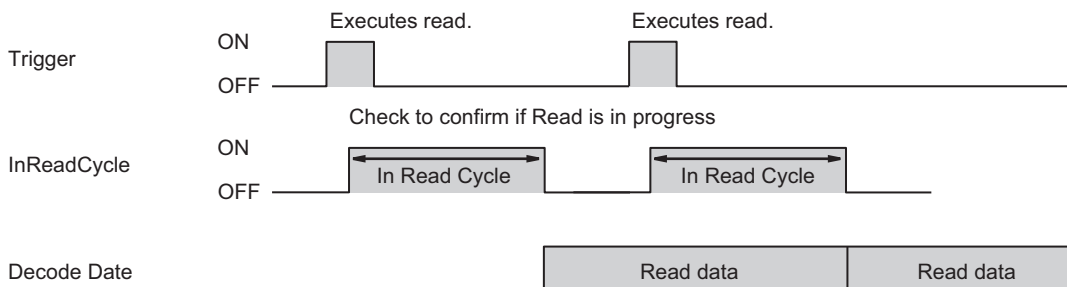 Executes read. Executes read.
ON
Trigger
OFF
Check to confirm if Read is in progress
ON
InReadCycle
In Read Cycle In Read Cycle
OFF
Decode Date Read data Read data